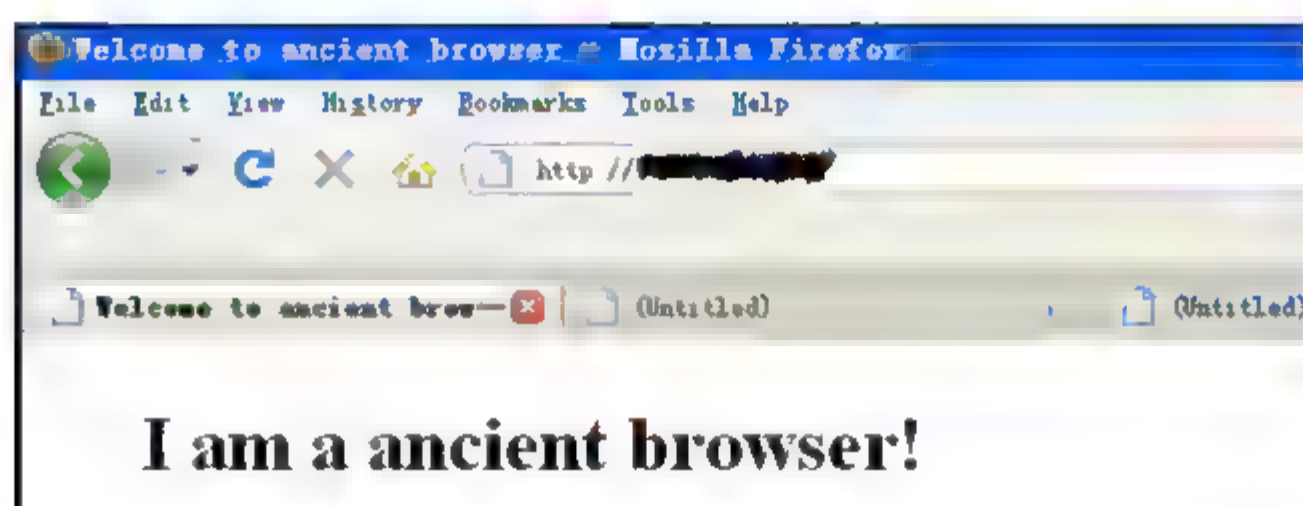 Welcome to ancient browser - Mozilla Firefox
File Edit View History Bookmarks Tools Help
http://
Welcome to ancient brow… (Untitled) (Untitled)
I am a ancient browser!